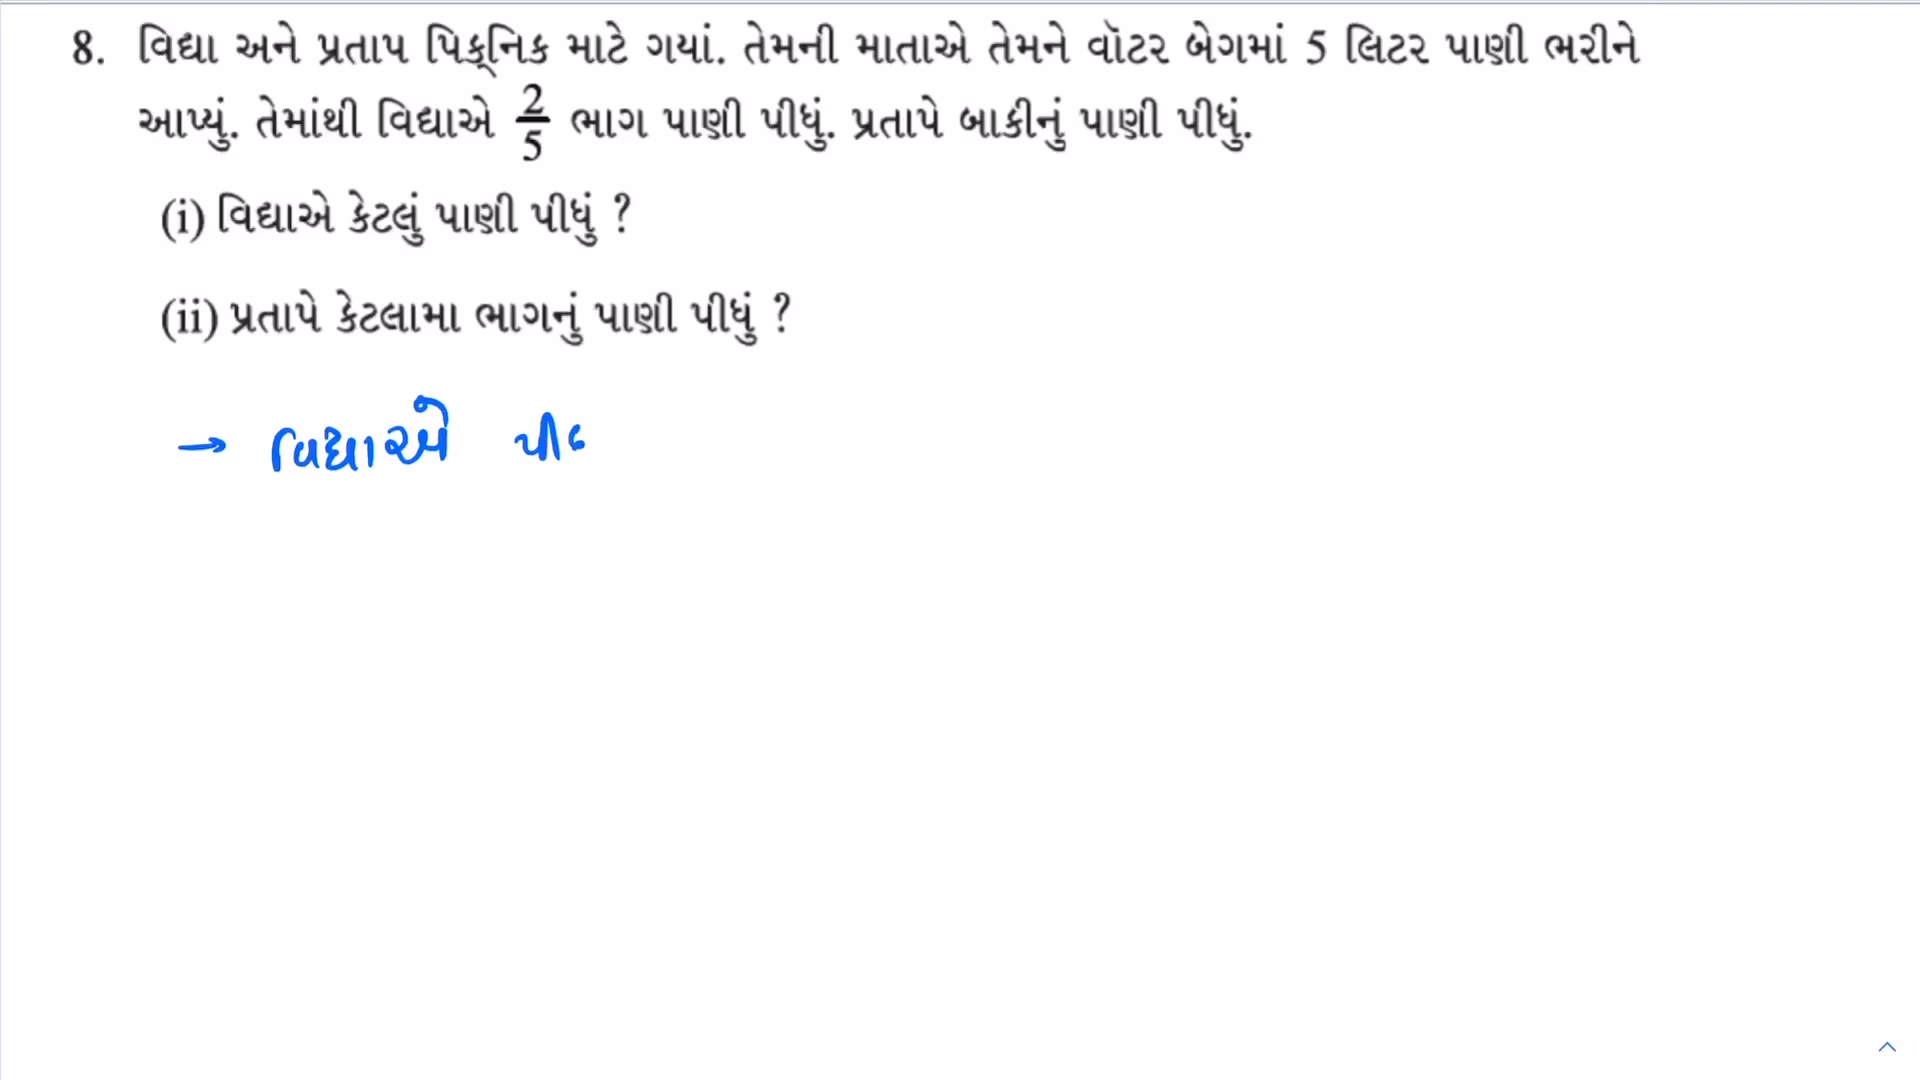 8. વિદ્યા અને પ્રતાપ પિક્‌નિક માટે ગયાં. તેમની માતાએ તેમને વૉટર બેગમાં 5 લિટર પાણી ભરીને
આપ્યું. તેમાંથી વિદ્યાએ 2/5 ભાગ પાણી પીધું. પ્રતાપે બાકીનું પાણી પીધું.
(i) વિદ્યાએ કેટલું પાણી પીધું ?
(ii) પ્રતાપે કેટલામા ભાગનું પાણી પીધું ?
→ વિદ્યાએ